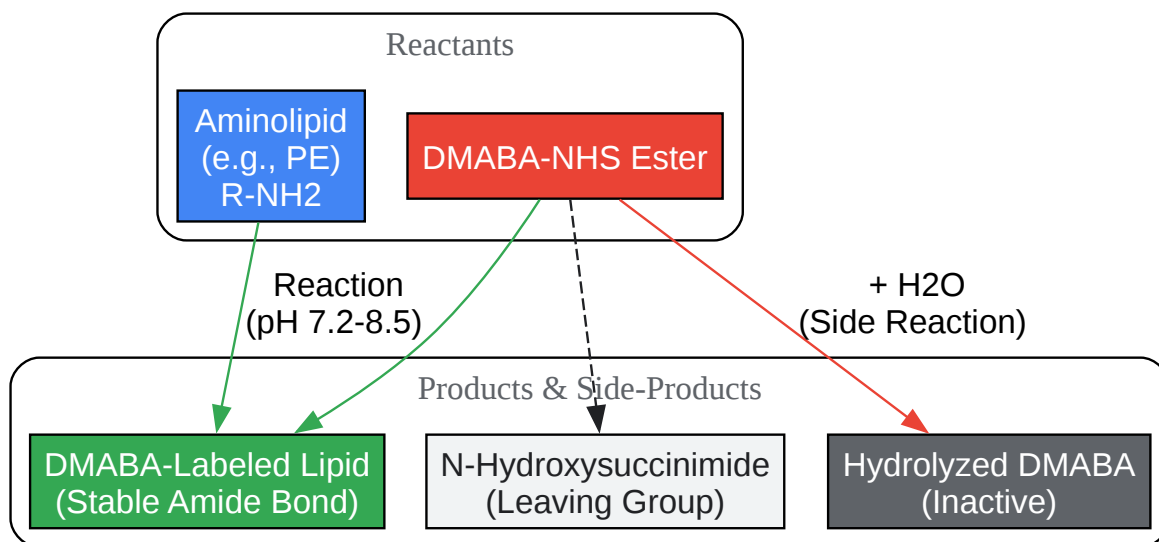 Reactants
Aminolipid
(e.g., PE)
R-NH2
DMABA-NHS Ester
Reaction
(pH 7.2-8.5)
+ H2O
(Side Reaction)
Products & Side-Products
DMABA-Labeled Lipid
(Stable Amide Bond)
N-Hydroxysuccinimide
(Leaving Group)
Hydrolyzed DMABA
(Inactive)